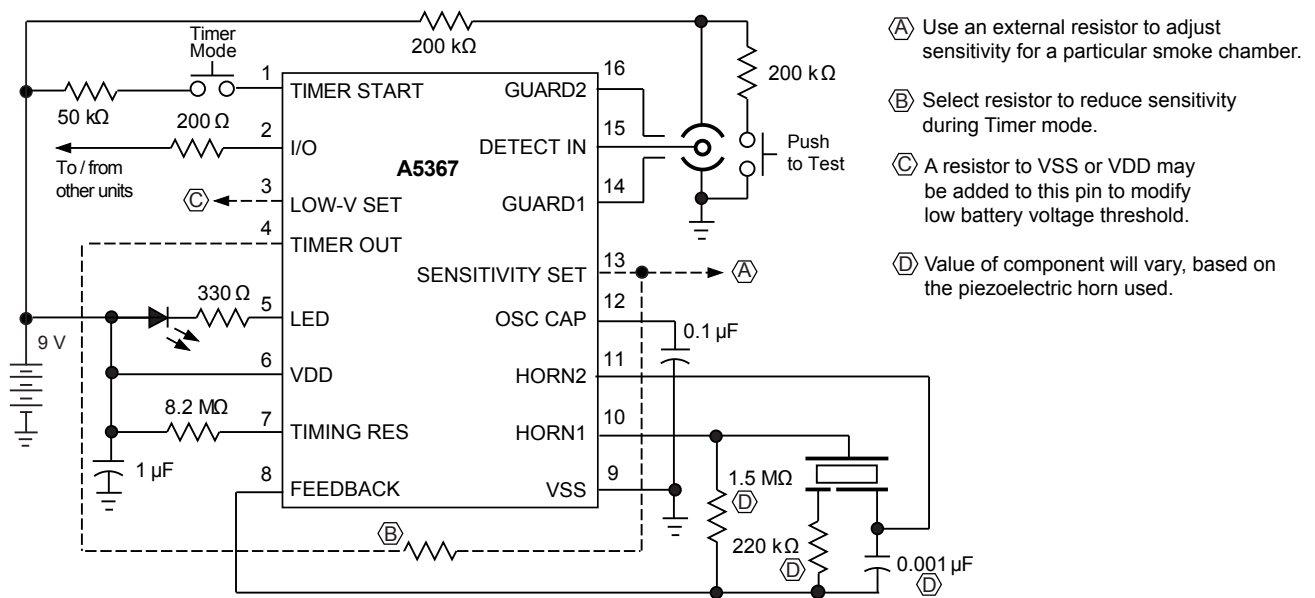 200 kΩ
Timer
Mode
50 kΩ
200 Ω
To / from
other units
9 V
330 Ω
8.2 MΩ
1 µF
A5367
1 TIMER START
2 I/O
3 LOW-V SET
4 TIMER OUT
5 LED
6 VDD
7 TIMING RES
8 FEEDBACK
GUARD2 16
DETECT IN 15
GUARD1 14
SENSITIVITY SET 13
OSC CAP 12
HORN2 11
HORN1 10
VSS 9
200 kΩ
Push
to Test
C
A
B
0.1 µF
1.5 MΩ
D
220 kΩ
D
0.001 µF
D
A Use an external resistor to adjust
sensitivity for a particular smoke chamber.
B Select resistor to reduce sensitivity
during Timer mode.
C A resistor to VSS or VDD may
be added to this pin to modify
low battery voltage threshold.
D Value of component will vary, based on
the piezoelectric horn used.